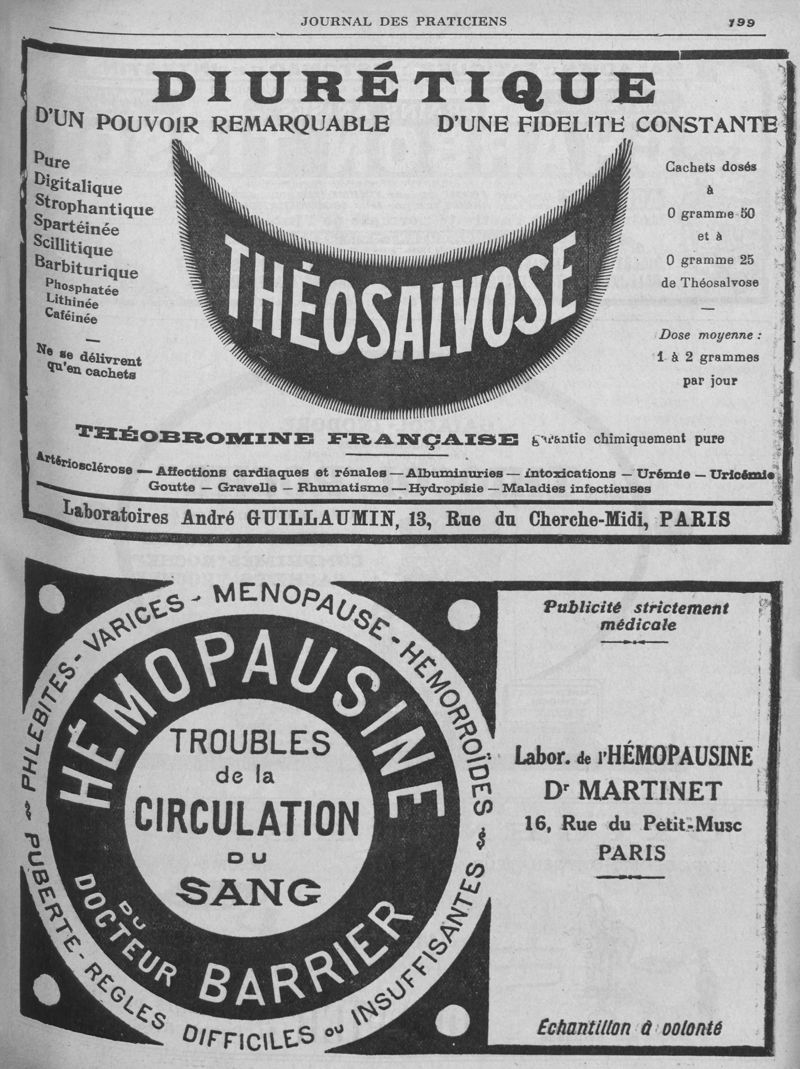 JOURNAL DES PRATICIENS
199
DIURÉTIQUE
D'UN POUVOIR REMARQUABLE D'UNE FIDELITÉ CONSTANTE
Pure
Digitalique
Strophantique
Spartéinée
Scillitique
Barbiturique
Phosphatée
Lithinée
Caféinée
Ne se délivrent
qu'en cachets
THÉOSALVOSE
Cachets dosés
à
0 gramme 50
et à
0 gramme 25
de Théosalvose
Dose moyenne :
1 à 2 grammes
par jour
THÉOBROMINE FRANÇAISE garantie chimiquement pure
Artériosclérose — Affections cardiaques et rénales — Albuminuries — Intoxications — Urémie — Uricémie
Goutte — Gravelle — Rhumatisme — Hydropisie — Maladies infectieuses
Laboratoires André GUILLAUMIN, 13, Rue du Cherche-Midi, PARIS
PHLEBITES - VARICES - MENOPAUSE - HÉMORROÏDES
PUBERTÉ - RÈGLES DIFFICILES ou INSUFFISANTES
HÉMOPAUSINE
TROUBLES
de la
CIRCULATION
DU
SANG
DU
DOCTEUR BARRIER
Publicité strictement
médicale
Labor. de l'HÉMOPAUSINE
Dr MARTINET
16, Rue du Petit-Musc
PARIS
Echantillon à volonté